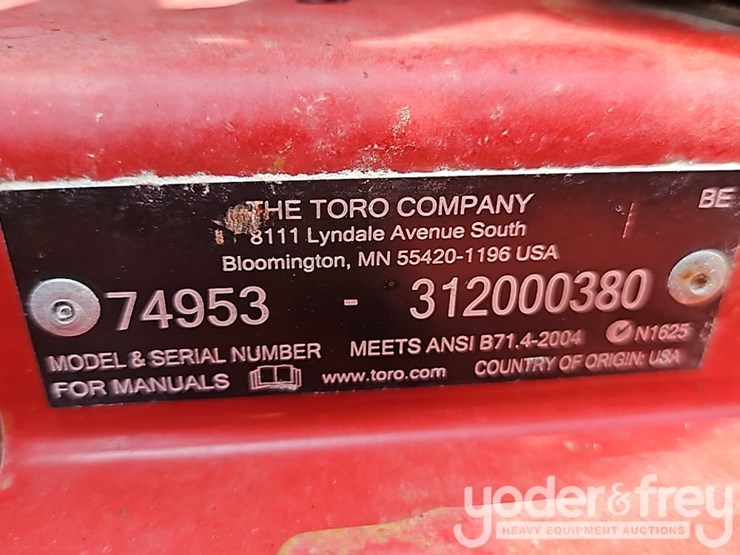 THE TORO COMPANY
BE
8111 Lyndale Avenue South
Bloomington, MN 55420-1196 USA
74953 - 312000380
MODEL & SERIAL NUMBER MEETS ANSI B71.4-2004 N1625
FOR MANUALS www.toro.com COUNTRY OF ORIGIN: USA
yoder&frey
HEAVY EQUIPMENT AUCTIONS